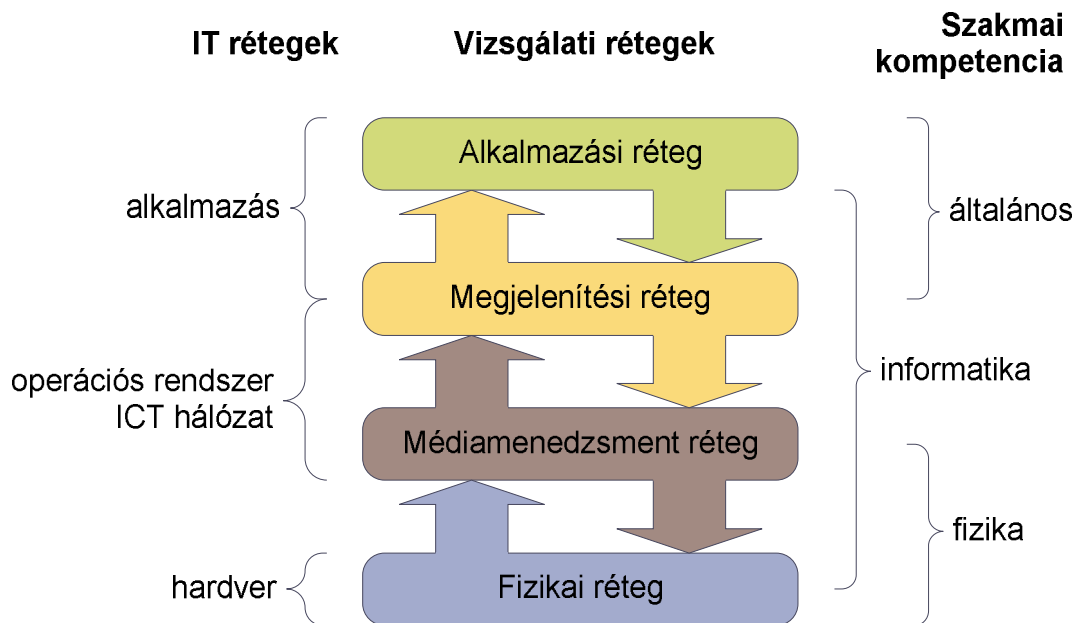 IT rétegek
Vizsgálati rétegek
Szakmai
kompetencia
Alkalmazási réteg
alkalmazás
általános
Megjelenítési réteg
informatika
operációs rendszer
ICT hálózat
Médiamenedzsment réteg
fizika
hardver
Fizikai réteg